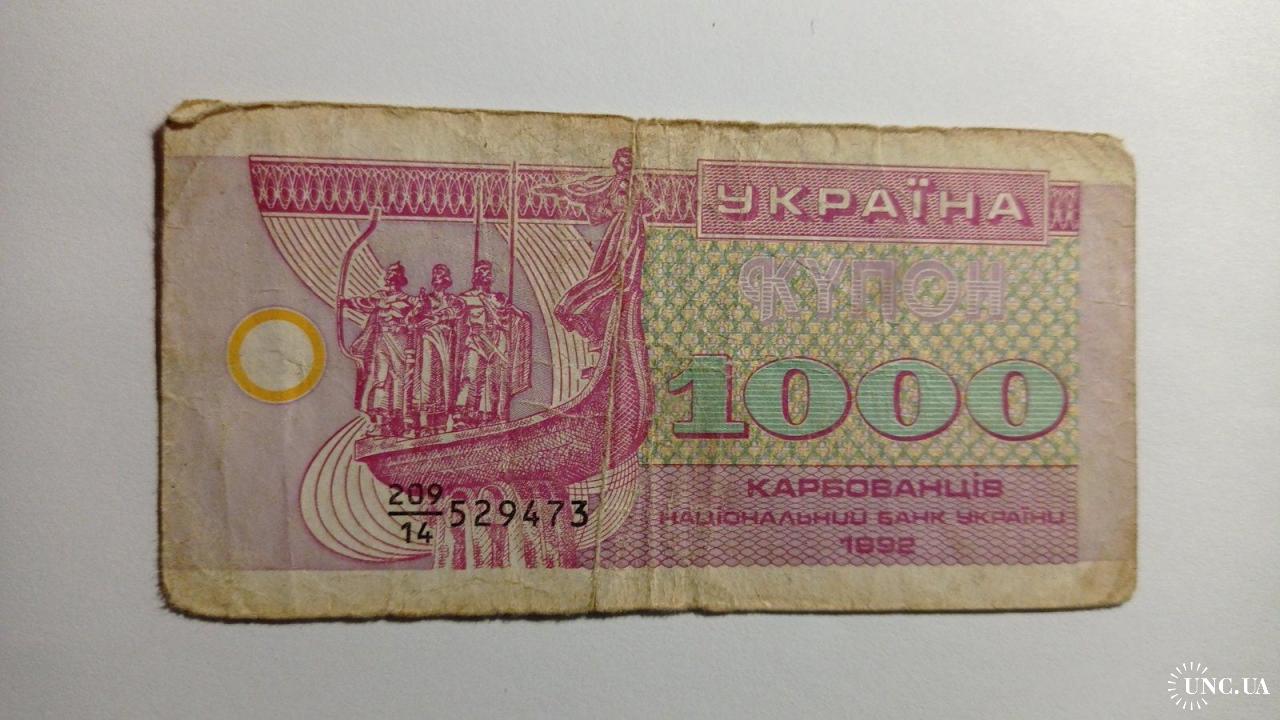 УКРАЇНА
КУПОН
1000
КАРБОВАНЦІВ
НАЦІОНАЛЬНИЙ БАНК УКРАЇНИ
1992
209
14
529473
UNC.UA